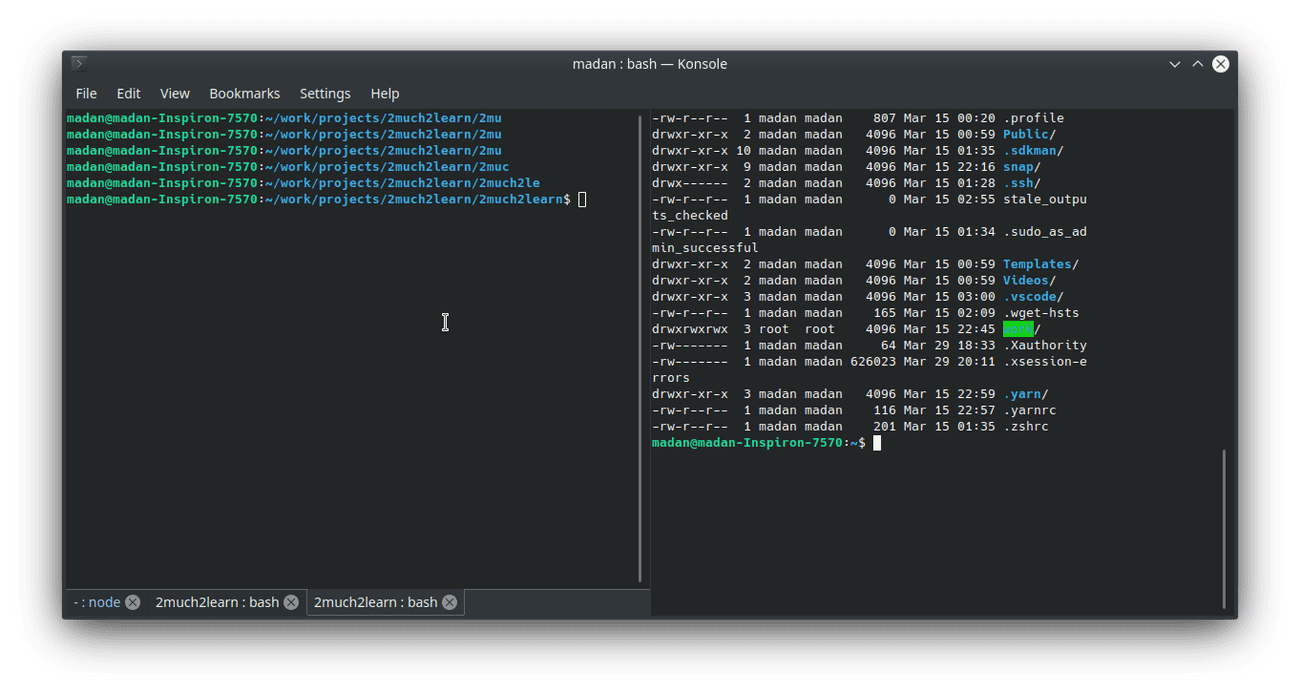 madan : bash — Konsole
File Edit View Bookmarks Settings Help
madan@madan-Inspiron-7570:~/work/projects/2much2learn/2mu
madan@madan-Inspiron-7570:~/work/projects/2much2learn/2mu
madan@madan-Inspiron-7570:~/work/projects/2much2learn/2mu
madan@madan-Inspiron-7570:~/work/projects/2much2learn/2muc
madan@madan-Inspiron-7570:~/work/projects/2much2learn/2much2le
madan@madan-Inspiron-7570:~/work/projects/2much2learn/2much2learn$
-rw-r--r--  1 madan madan    807 Mar 15 00:20 .profile
drwxr-xr-x  2 madan madan   4096 Mar 15 00:59 Public/
drwxr-xr-x 10 madan madan   4096 Mar 15 01:35 .sdkman/
drwxr-xr-x  9 madan madan   4096 Mar 15 22:16 snap/
drwx------  2 madan madan   4096 Mar 15 01:28 .ssh/
-rw-r--r--  1 madan madan      0 Mar 15 02:55 stale_outpu
ts_checked
-rw-r--r--  1 madan madan      0 Mar 15 01:34 .sudo_as_ad
min_successful
drwxr-xr-x  2 madan madan   4096 Mar 15 00:59 Templates/
drwxr-xr-x  2 madan madan   4096 Mar 15 00:59 Videos/
drwxr-xr-x  3 madan madan   4096 Mar 15 03:00 .vscode/
-rw-r--r--  1 madan madan    165 Mar 15 02:09 .wget-hsts
drwxrwxrwx  3 root  root    4096 Mar 15 22:45 work/
-rw-------  1 madan madan     64 Mar 29 18:33 .Xauthority
-rw-------  1 madan madan 626023 Mar 29 20:11 .xsession-e
rrors
drwxr-xr-x  3 madan madan   4096 Mar 15 22:59 .yarn/
-rw-r--r--  1 madan madan    116 Mar 15 22:57 .yarnrc
-rw-r--r--  1 madan madan    201 Mar 15 01:35 .zshrc
madan@madan-Inspiron-7570:~$
- : node 2much2learn : bash 2much2learn : bash